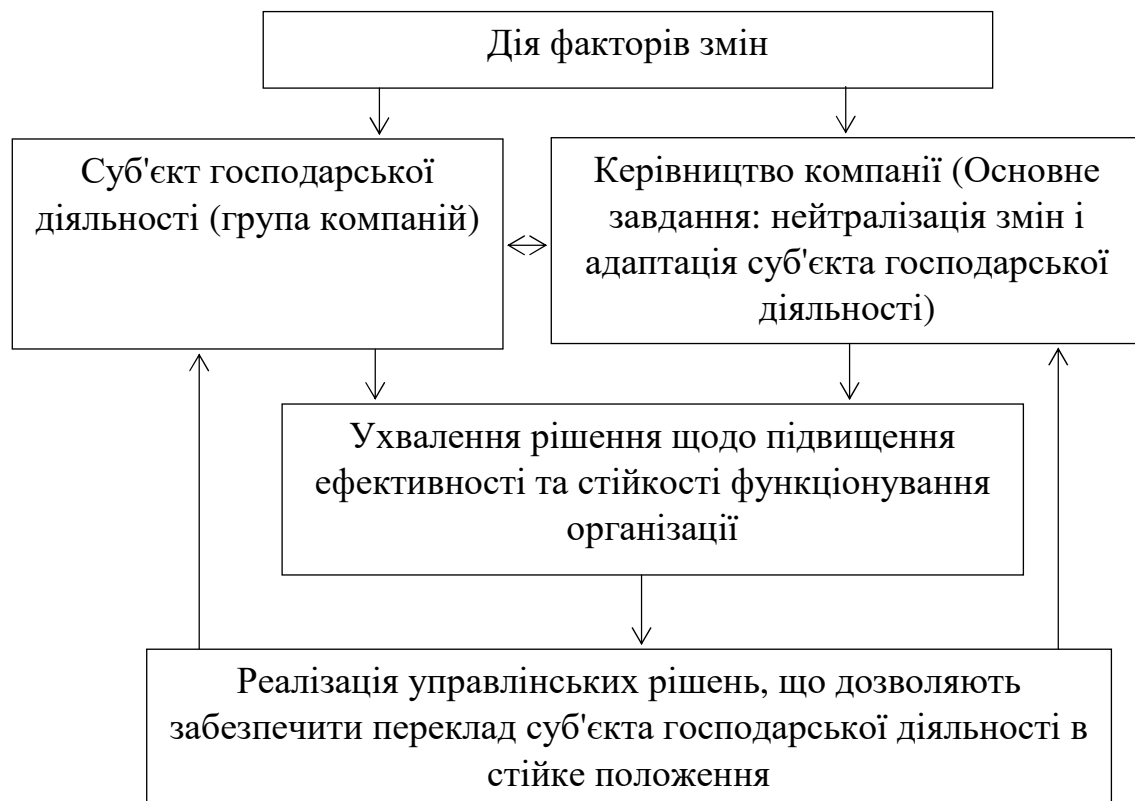 Дія факторів змін
Суб'єкт господарської
діяльності (група компаній)
Керівництво компанії (Основне
завдання: нейтралізація змін і
адаптація суб'єкта господарської
діяльності)
Ухвалення рішення щодо підвищення
ефективності та стійкості функціонування
організації
Реалізація управлінських рішень, що дозволяють
забезпечити переклад суб'єкта господарської діяльності в
стійке положення